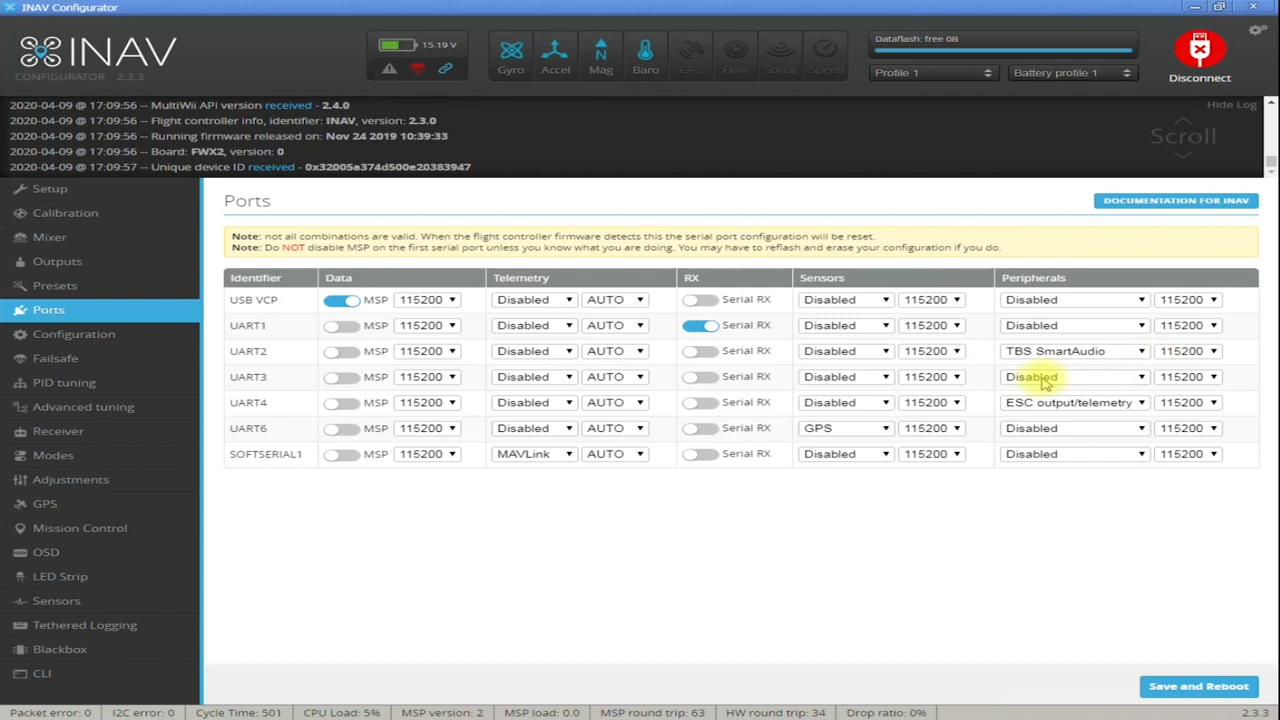 INAV Configurator
INAV
CONFIGURATOR 2.3.3
15.19 V
Gyro Accel Mag Baro GPS Flow Sonar Speed
Dataflash: free 0B
Profile 1 Battery profile 1
Disconnect
2020-04-09 @ 17:09:56 -- MultiWii API version received - 2.4.0
2020-04-09 @ 17:09:56 -- Flight controller info, identifier: INAV, version: 2.3.0
2020-04-09 @ 17:09:56 -- Running firmware released on: Nov 24 2019 10:39:33
2020-04-09 @ 17:09:56 -- Board: FWX2, version: 0
2020-04-09 @ 17:09:57 -- Unique device ID received - 0x32005a374d500e20383947
Hide Log
Scroll
Setup
Calibration
Mixer
Outputs
Presets
Ports
Configuration
Failsafe
PID tuning
Advanced tuning
Receiver
Modes
Adjustments
GPS
Mission Control
OSD
LED Strip
Sensors
Tethered Logging
Blackbox
CLI
Ports
DOCUMENTATION FOR INAV
Note: not all combinations are valid. When the flight controller firmware detects this the serial port configuration will be reset.
Note: Do NOT disable MSP on the first serial port unless you know what you are doing. You may have to reflash and erase your configuration if you do.
Identifier Data Telemetry RX Sensors Peripherals
USB VCP MSP 115200 Disabled AUTO Serial RX Disabled 115200 Disabled 115200
UART1 MSP 115200 Disabled AUTO Serial RX Disabled 115200 Disabled 115200
UART2 MSP 115200 Disabled AUTO Serial RX Disabled 115200 TBS SmartAudio 115200
UART3 MSP 115200 Disabled AUTO Serial RX Disabled 115200 Disabled 115200
UART4 MSP 115200 Disabled AUTO Serial RX Disabled 115200 ESC output/telemetry 115200
UART6 MSP 115200 Disabled AUTO Serial RX GPS 115200 Disabled 115200
SOFTSERIAL1 MSP 115200 MAVLink AUTO Serial RX Disabled 115200 Disabled 115200
Save and Reboot
Packet error: 0 I2C error: 0 Cycle Time: 501 CPU Load: 5% MSP version: 2 MSP load: 0.0 MSP round trip: 63 HW round trip: 34 Drop ratio: 0% 2.3.3